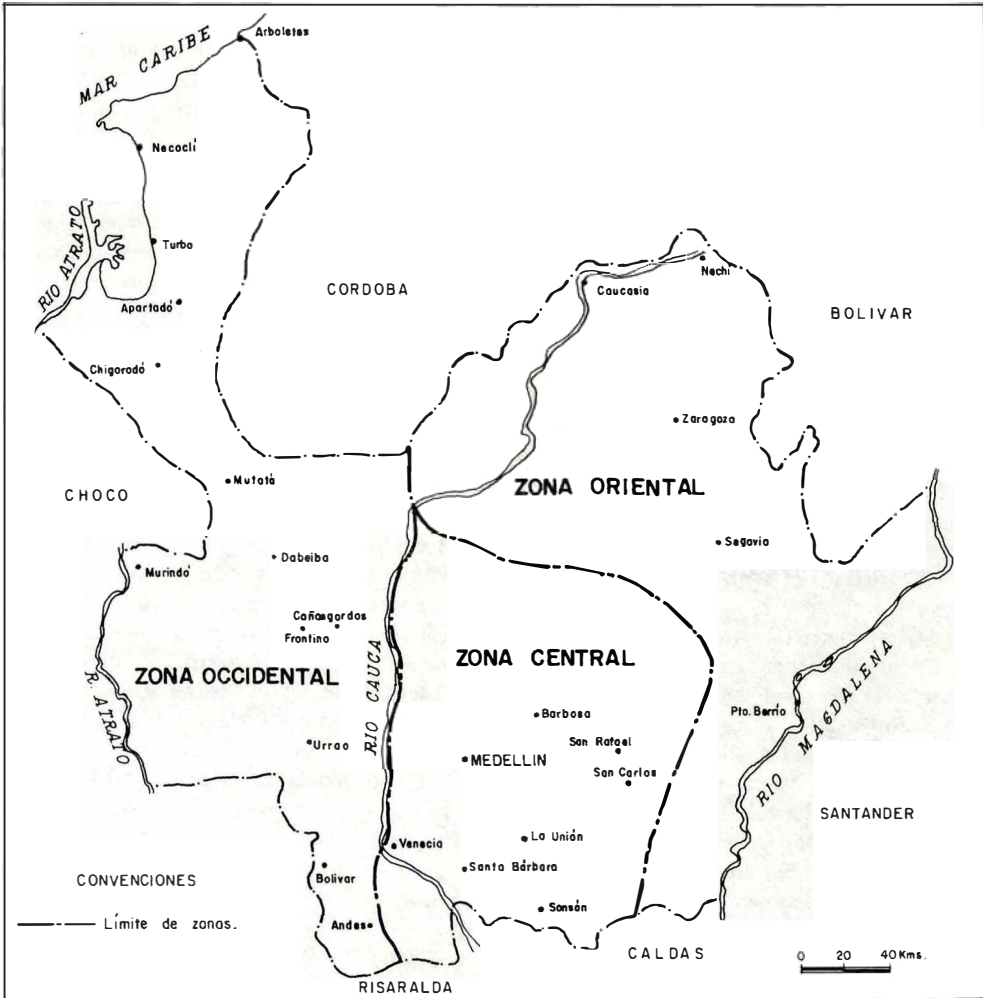 Arboletas
MAR CARIBE
Necoclí
RIO ATRATO
Turbo
Apartadó
CORDOBA
Nechí
Caucasia
BOLIVAR
Chigorodó
Zaragoza
Mutatá
CHOCO
ZONA ORIENTAL
Segovia
Dabeiba
Murindó
Cañasgordas
Frontino
ZONA OCCIDENTAL
ZONA CENTRAL
RIO CAUCA
R. ATRATO
Barbosa
Pto. Berrío
RIO MAGDALENA
Urrao
San Rafael
MEDELLIN
San Carlos
SANTANDER
La Unión
Venecia
Santa Bárbara
Bolívar
CONVENCIONES
Límite de zonas.
Andes
Sonsón
CALDAS
0 20 40 Kms.
RISARALDA